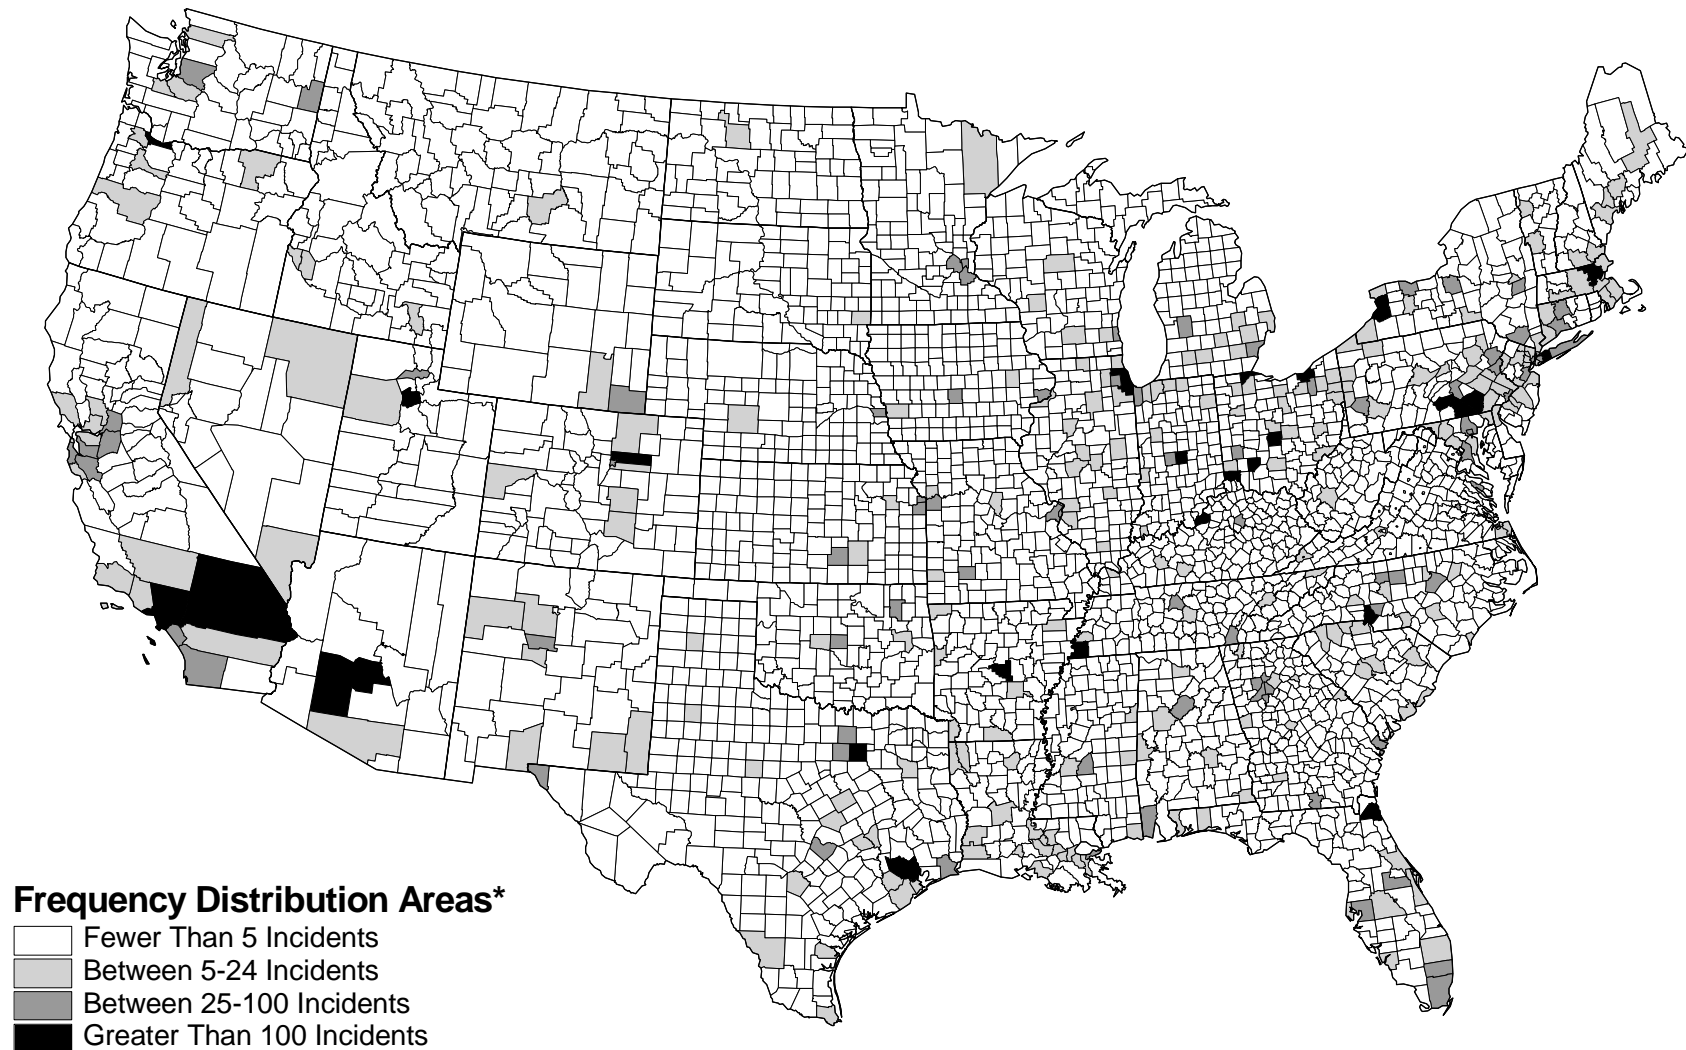 Frequency Distribution Areas*
Fewer Than 5 Incidents
Between 5-24 Incidents
Between 25-100 Incidents
Greater Than 100 Incidents